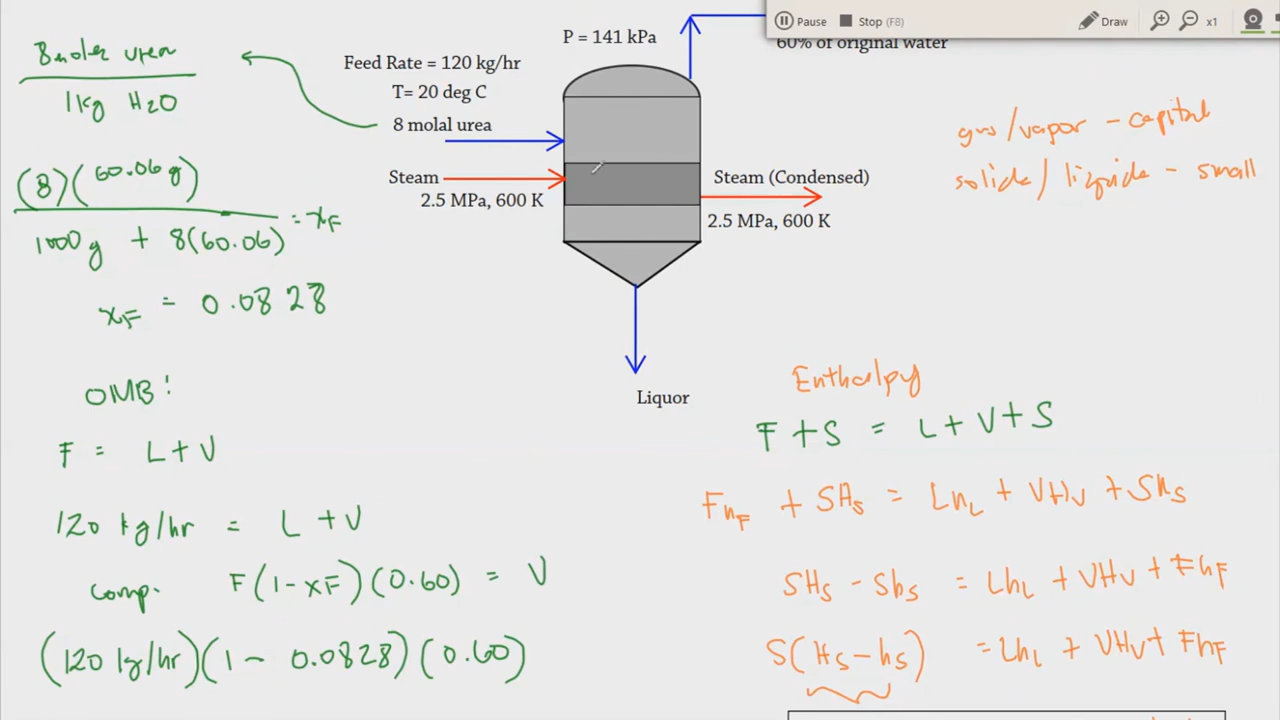 Pause Stop (F8) Draw x1
60% of original water
P = 141 kPa
Feed Rate = 120 kg/hr
T= 20 deg C
8 molal urea
Steam
2.5 MPa, 600 K
Steam (Condensed)
2.5 MPa, 600 K
Liquor
8 moles urea
1 kg H2O
(8)(60.06 g)
1000g + 8(60.06) = xF
xF = 0.0828
OMB:
F = L + V
120 kg/hr = L + V
comp. F(1-xF)(0.60) = V
(120 kg/hr)(1 - 0.0828)(0.60)
gas/vapor - capital
solids/liquids - small
Enthalpy
F + S = L + V + S
FhF + SHS = LhL + VHV + ShS
SHS - ShS = LhL + VHV + FhF
S(HS - hS) = LhL + VHV + FhF